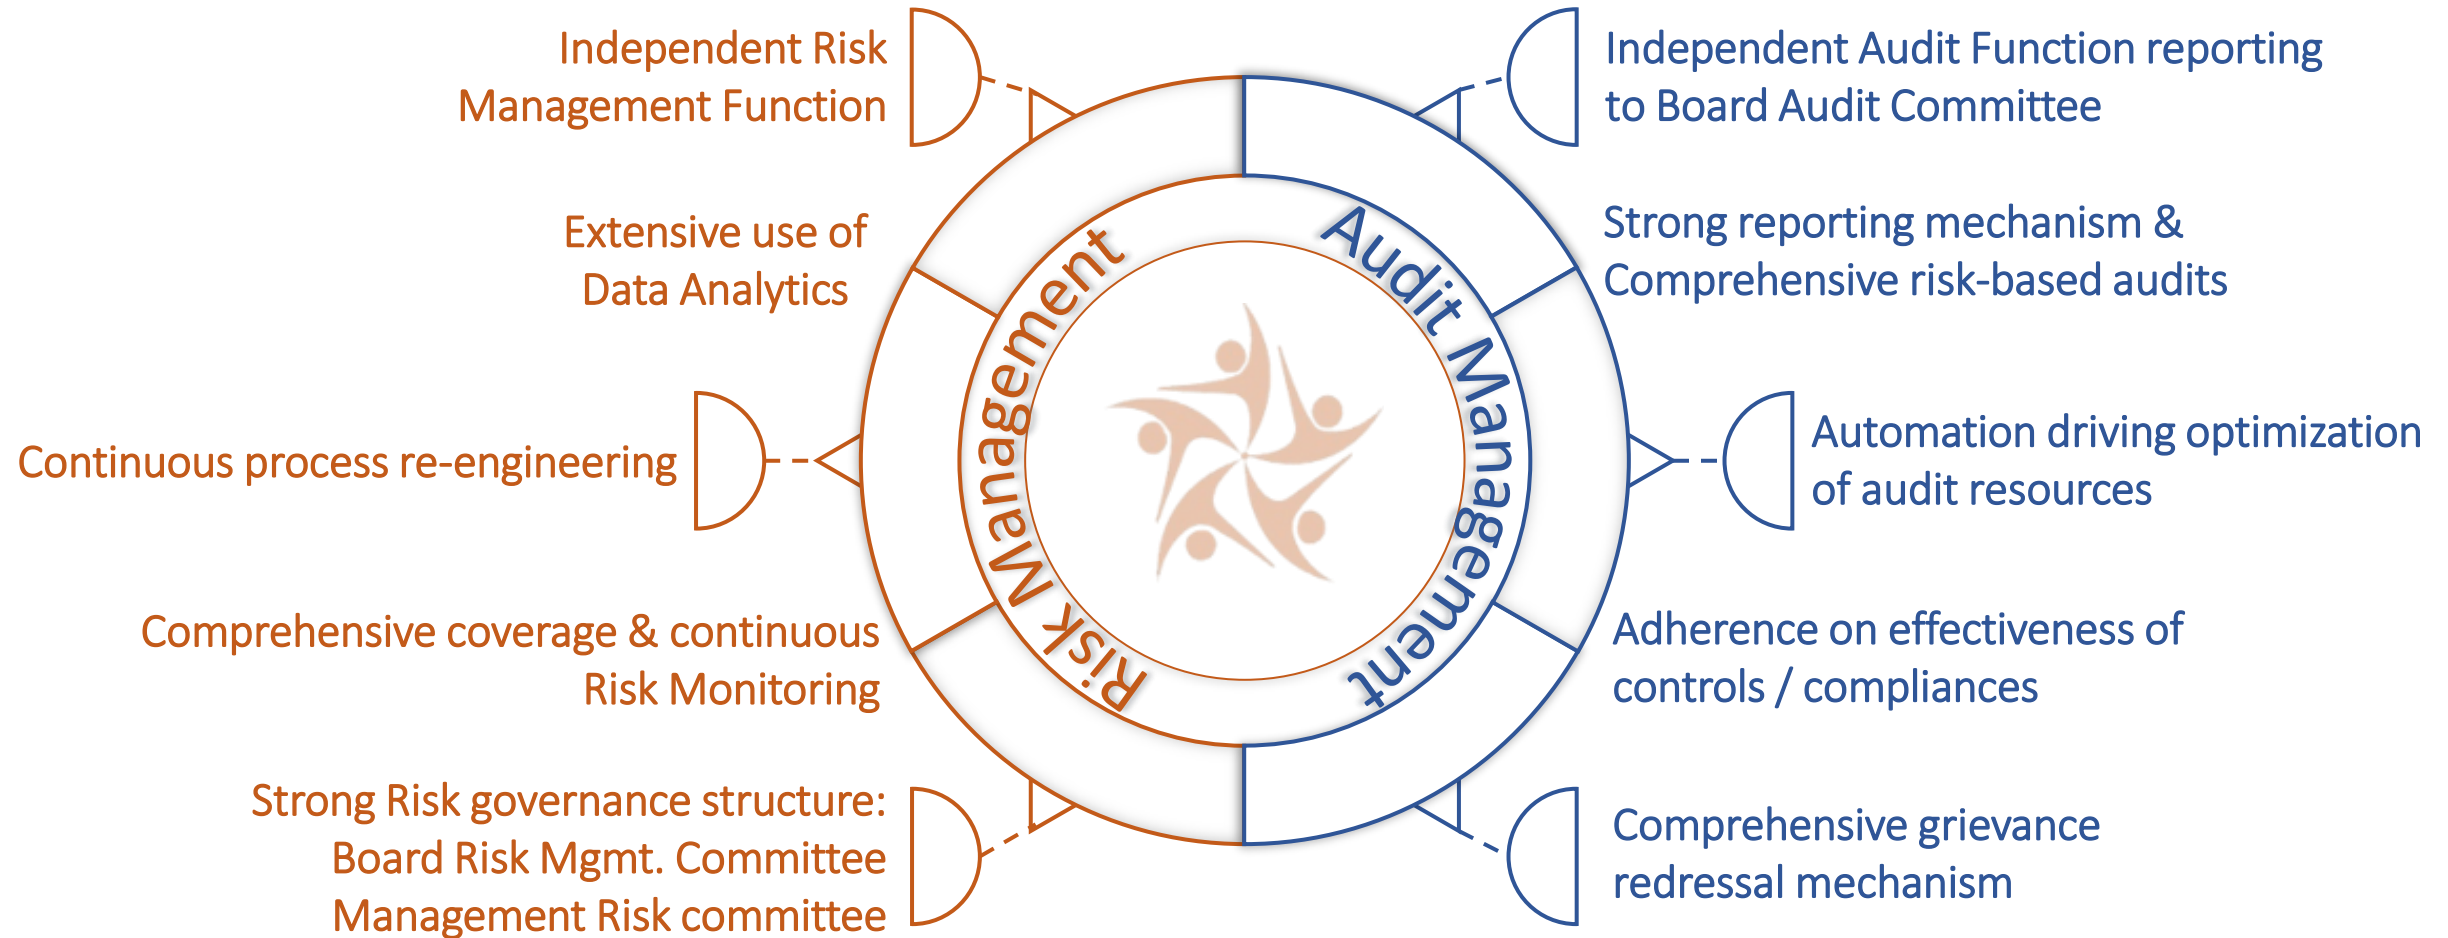 Independent Risk
Management Function
Extensive use of
Data Analytics
Continuous process re-engineering
Comprehensive coverage & continuous
Risk Monitoring
Strong Risk governance structure:
Board Risk Mgmt. Committee
Management Risk committee
Risk Management
Audit Management
Independent Audit Function reporting
to Board Audit Committee
Strong reporting mechanism &
Comprehensive risk-based audits
Automation driving optimization
of audit resources
Adherence on effectiveness of
controls / compliances
Comprehensive grievance
redressal mechanism